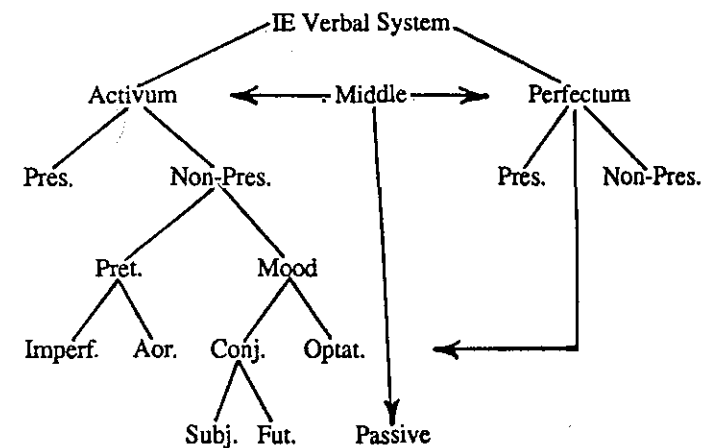 IE Verbal System
Activum Middle Perfectum
Pres. Non-Pres. Pres. Non-Pres.
Pret. Mood
Imperf. Aor. Conj. Optat.
Subj. Fut. Passive